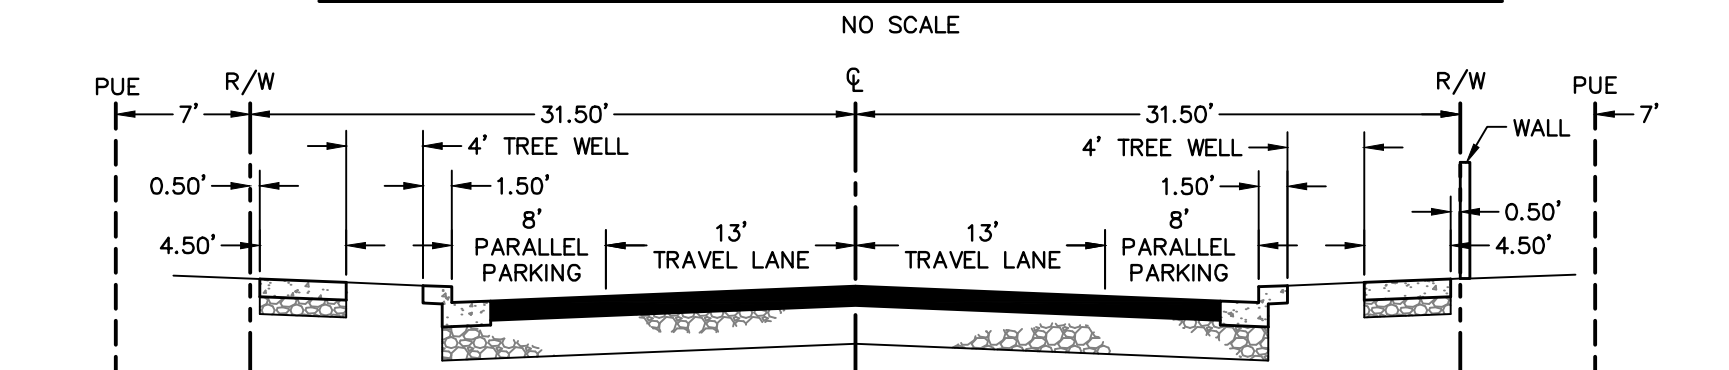 NO SCALE
PUE R/W ℄ R/W PUE
7' 31.50' 31.50' 7'
WALL
4' TREE WELL 4' TREE WELL
0.50' 1.50' 1.50' 0.50'
4.50' 8' 13' 13' 8' 4.50'
PARALLEL TRAVEL LANE TRAVEL LANE PARALLEL
PARKING PARKING